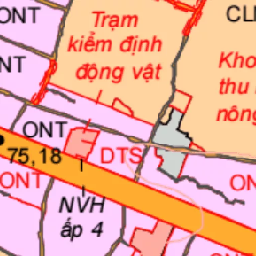 ONT
Trạm
kiểm định
động vật
CL
Kho
thu
nông
NT
ONT
75,18
DTS
ONT
ON
NVH
ấp 4